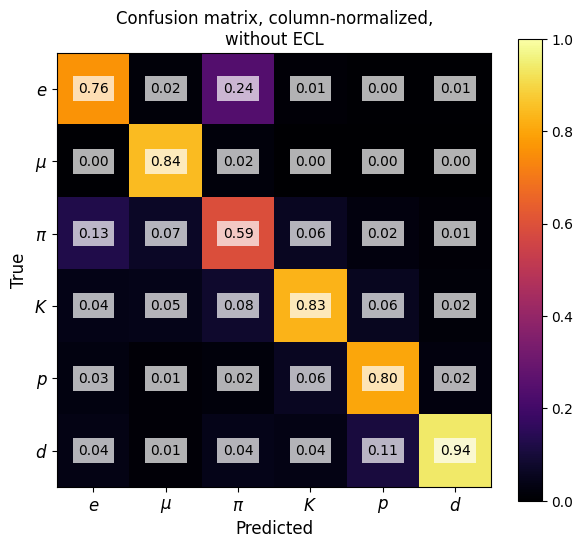 Confusion matrix, column-normalized,
without ECL
True
e 0.76 0.02 0.24 0.01 0.00 0.01
μ 0.00 0.84 0.02 0.00 0.00 0.00
π 0.13 0.07 0.59 0.06 0.02 0.01
K 0.04 0.05 0.08 0.83 0.06 0.02
p 0.03 0.01 0.02 0.06 0.80 0.02
d 0.04 0.01 0.04 0.04 0.11 0.94
e μ π K p d
Predicted
1.0
0.8
0.6
0.4
0.2
0.0